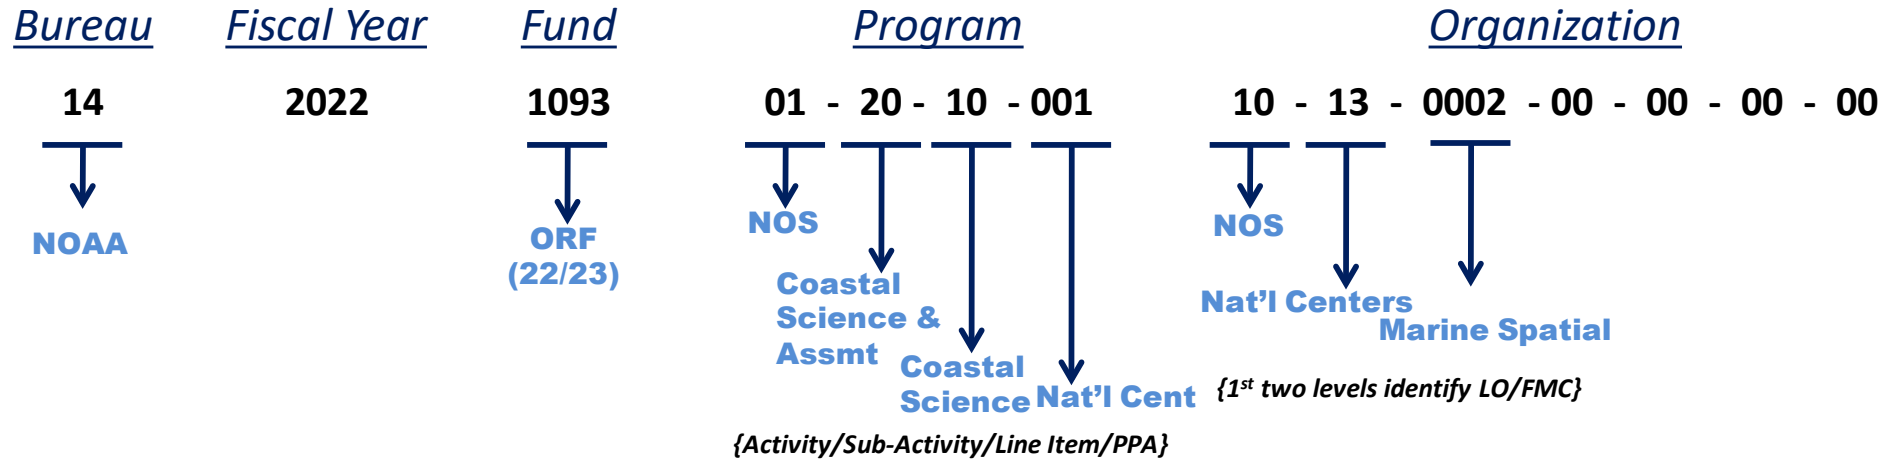 Bureau Fiscal Year Fund Program Organization
14 2022 1093 01 - 20 - 10 - 001 10 - 13 - 0002 - 00 - 00 - 00 - 00
NOAA
ORF
(22/23)
NOS
Coastal
Science &
Assmt
Coastal
Science
Nat'l Cent
{Activity/Sub-Activity/Line Item/PPA}
NOS
Nat'l Centers
Marine Spatial
{1st two levels identify LO/FMC}